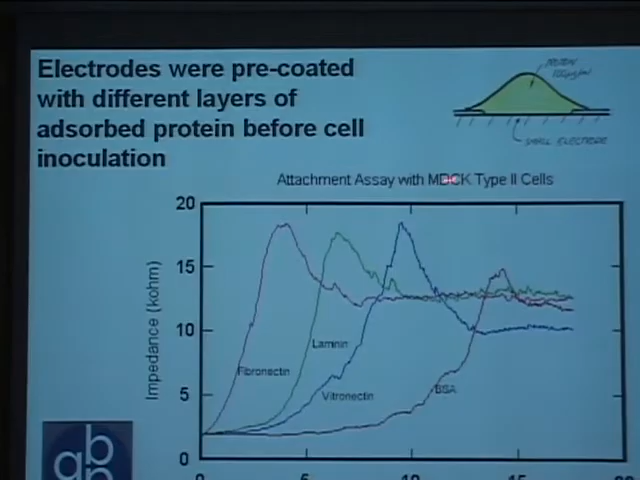 Electrodes were pre-coated
with different layers of
adsorbed protein before cell
inoculation
SMALL ELECTRODE
Attachment Assay with MDCK Type II Cells
20
15
10
5
0
Impedance (kohm)
Fibronectin
Laminin
Vitronectin
BSA
0
5
10
15
20